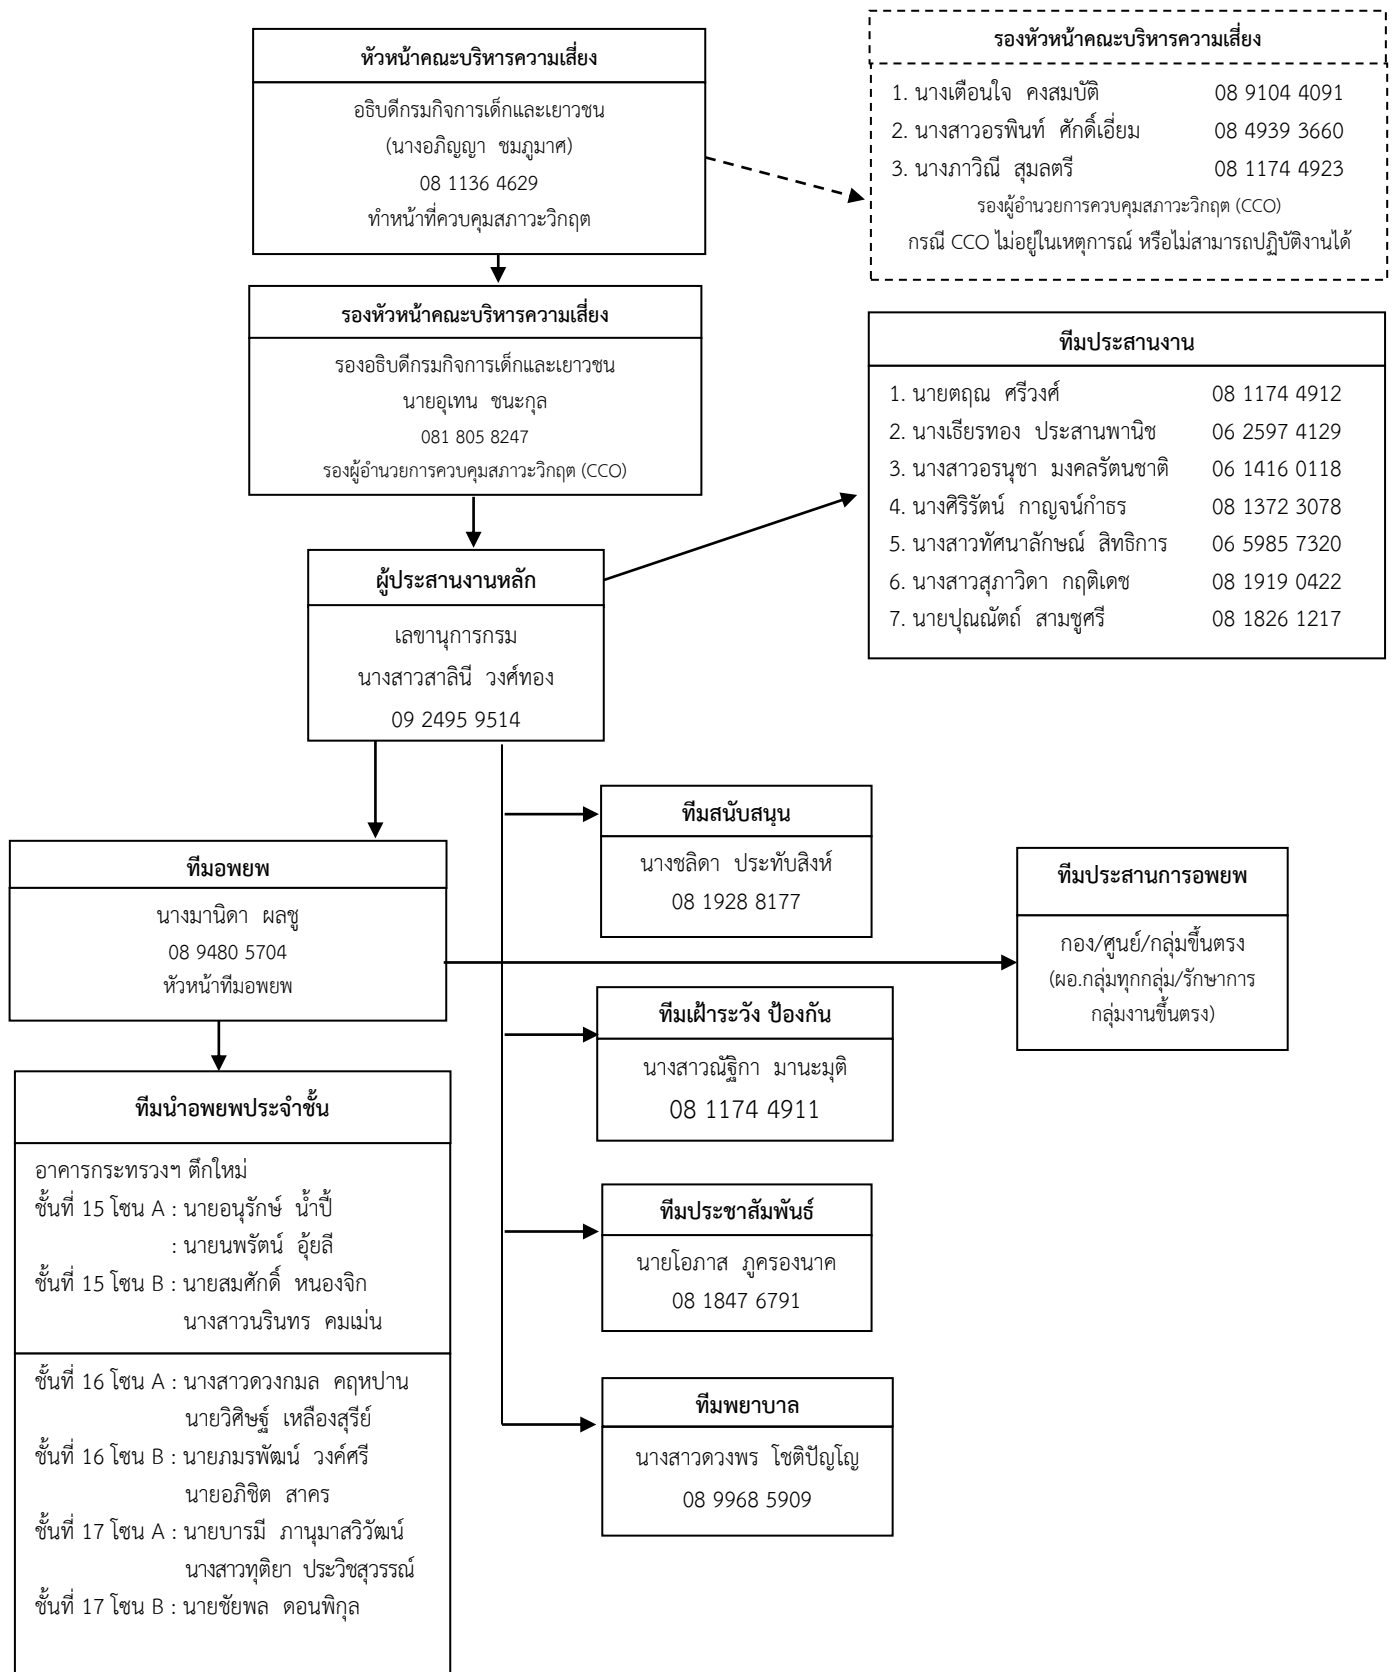 หัวหน้าคณะบริหารความเสี่ยง
อธิบดีกรมกิจการเด็กและเยาวชน
(นางอภิญญา ชมภูมาศ)
08 1136 4629
ทำหน้าที่ควบคุมสภาวะวิกฤต
รองหัวหน้าคณะบริหารความเสี่ยง
1. นางเตือนใจ คงสมบัติ 08 9104 4091
2. นางสาวอรพินท์ ศักดิ์เอี่ยม 08 4939 3660
3. นางภาวิณี สุมลตรี 08 1174 4923
รองผู้อำนวยการควบคุมสภาวะวิกฤต (CCO)
กรณี CCO ไม่อยู่ในเหตุการณ์ หรือไม่สามารถปฏิบัติงานได้
รองหัวหน้าคณะบริหารความเสี่ยง
รองอธิบดีกรมกิจการเด็กและเยาวชน
นายอุเทน ชนะกุล
081 805 8247
รองผู้อำนวยการควบคุมสภาวะวิกฤต (CCO)
ทีมประสานงาน
1. นายตฤณ ศรีวงศ์ 08 1174 4912
2. นางเธียรทอง ประสานพานิช 06 2597 4129
3. นางสาวอรนุชา มงคลรัตนชาติ 06 1416 0118
4. นางศิริรัตน์ กาญจน์กำธร 08 1372 3078
5. นางสาวทัศนาลักษณ์ สิทธิการ 06 5985 7320
6. นางสาวสุภาวิดา กฤติเดช 08 1919 0422
7. นายปุณณัตถ์ สามชูศรี 08 1826 1217
ผู้ประสานงานหลัก
เลขานุการกรม
นางสาวสาลินี วงศ์ทอง
09 2495 9514
ทีมสนับสนุน
นางชลิดา ประทับสิงห์
08 1928 8177
ทีมอพยพ
นางมานิดา ผลชู
08 9480 5704
หัวหน้าทีมอพยพ
ทีมประสานการอพยพ
กอง/ศูนย์/กลุ่มขึ้นตรง
(ผอ.กลุ่มทุกกลุ่ม/รักษาการ
กลุ่มงานขึ้นตรง)
ทีมเฝ้าระวัง ป้องกัน
นางสาวณัฐิกา มานะมุติ
08 1174 4911
ทีมนำอพยพประจำชั้น
อาคารกระทรวงฯ ตึกใหม่
ชั้นที่ 15 โซน A : นายอนุรักษ์ น้ำปี้
: นายนพรัตน์ อุ้ยลี
ชั้นที่ 15 โซน B : นายสมศักดิ์ หนองจิก
นางสาวนรินทร คมเม่น
ชั้นที่ 16 โซน A : นางสาวดวงกมล คฤหปาน
นายวิศิษฐ์ เหลืองสุรีย์
ชั้นที่ 16 โซน B : นายภมรพัฒน์ วงค์ศรี
นายอภิชิต สาคร
ชั้นที่ 17 โซน A : นายบารมี ภานุมาสวิวัฒน์
นางสาวทุติยา ประวิชสุวรรณ์
ชั้นที่ 17 โซน B : นายชัยพล ดอนพิกุล
ทีมประชาสัมพันธ์
นายโอภาส ภูครองนาค
08 1847 6791
ทีมพยาบาล
นางสาวดวงพร โชติปัญโญ
08 9968 5909